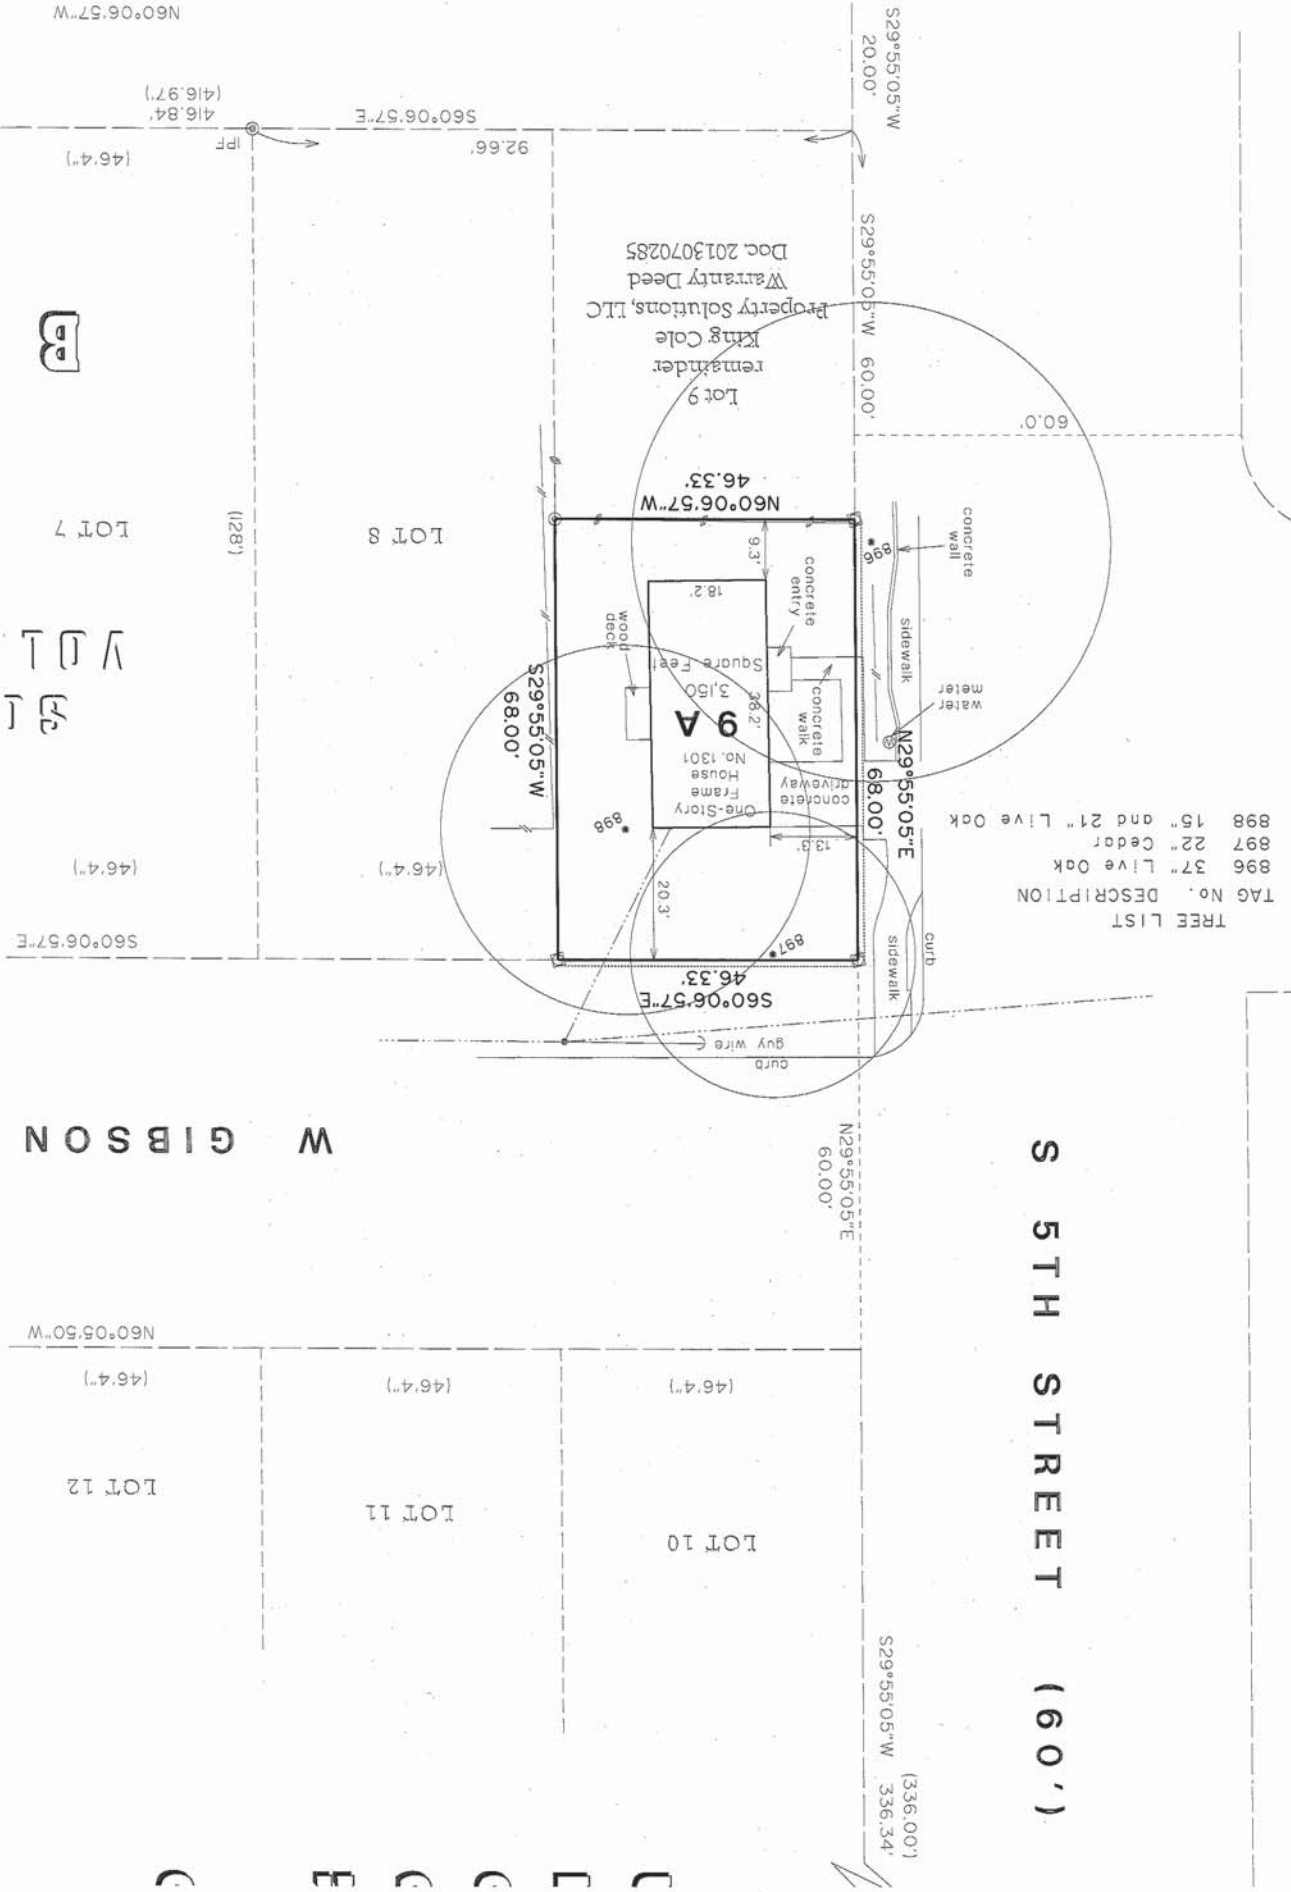 N60°06'57"W
416.84'
(416.97')
IPF
S60°06'57"E
92.66'
S29°55'05"W
20.00'
(46'4")
S29°55'05"W 60.00'
Lot 9
remainder
King Cole
Property Solutions, LLC
Warranty Deed
Doc. 2013070285
B
60.0'
N60°06'57"W
46.33'
LOT 7
(128')
LOT 8
9.3'
896
concrete
wall
18.2'
concrete
entry
wood
deck
sidewalk
concrete
walk
water
meter
38.2'
9 A
3,150
Square Feet
One-Story
Frame
House
No. 1301
S29°55'05"W
68.00'
N29°55'05"E
68.00'
concrete
driveway
13.3'
898
20.3'
897
(46'4")
(46'4")
S60°06'57"E
S60°06'57"E
46.33'
curb
sidewalk
TREE LIST
TAG No. DESCRIPTION
896 37" Live Oak
897 22" Cedar
898 15" and 21" Live Oak
guy wire
curb
W GIBSON
N29°55'05"E
60.00'
S 5TH STREET (60')
N60°05'50"W
(46'4")
(46'4")
(46'4")
LOT 12
LOT 11
LOT 10
S29°55'05"W 336.34'
(336.00')